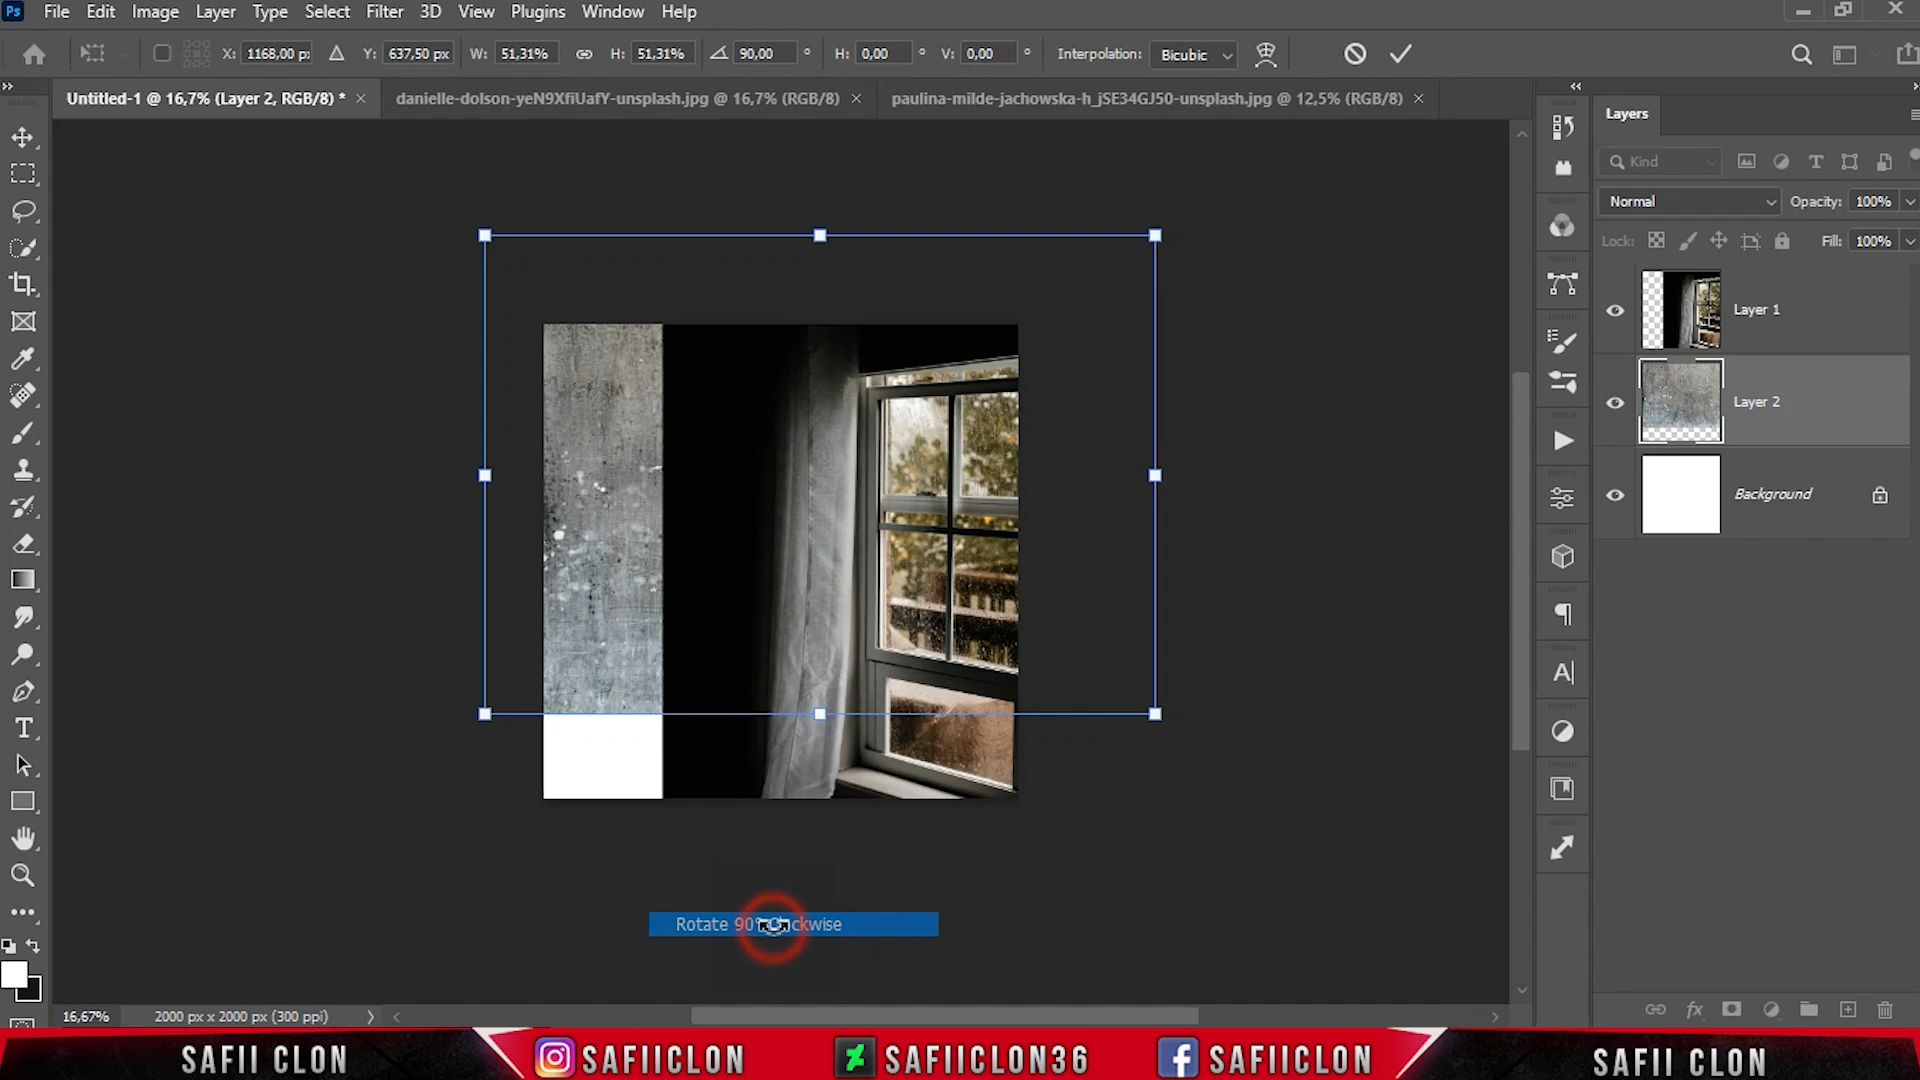 Ps File Edit Image Layer Type Select Filter 3D View Plugins Window Help
X: 1168,00 p Y: 637,50 px W: 51,31% H: 51,31% 90,00 ° H: 0,00 ° V: 0,00 ° Interpolation: Bicubic
Untitled-1 @ 16,7% (Layer 2, RGB/8) * × danielle-dolson-yeN9XfiUafY-unsplash.jpg @ 16,7% (RGB/8) × paulina-milde-jachowska-h_jSE34GJ50-unsplash.jpg @ 12,5% (RGB/8) ×
Layers
Kind
Normal Opacity: 100%
Lock: Fill: 100%
Layer 1
Layer 2
Background
Rotate 90° Clockwise
16,67% 2000 px x 2000 px (300 ppi)
SAFII CLON SAFIICLON SAFIICLON36 SAFIICLON SAFII CLON